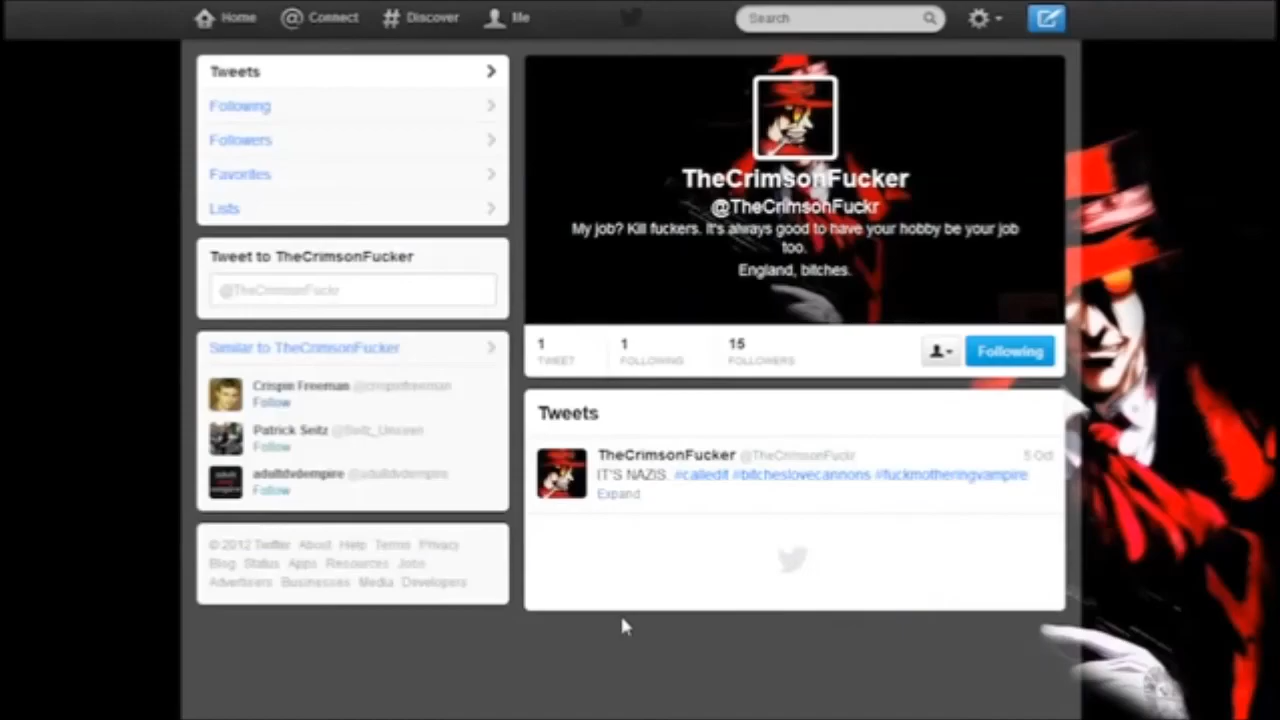 Home
Connect
Discover
Me
Search
Tweets
Following
Followers
Favorites
Lists
Tweet to TheCrimsonFucker
@TheCrimsonFuckr
Similar to TheCrimsonFucker
Crispin Freeman @crispinfreeman
Follow
Patrick Seitz @Seitz_Unseen
Follow
adultdvdempire @adultdvdempire
Follow
© 2012 Twitter About Help Terms Privacy
Blog Status Apps Resources Jobs
Advertisers Businesses Media Developers
TheCrimsonFucker
@TheCrimsonFuckr
My job? Kill fuckers. It's always good to have your hobby be your job
too.
England, bitches.
1
TWEET
1
FOLLOWING
15
FOLLOWERS
Following
Tweets
TheCrimsonFucker @TheCrimsonFuckr 5 Oct
IT'S NAZIS. #calledit #bitcheslovecannons #fuckmotheringvampire
Expand